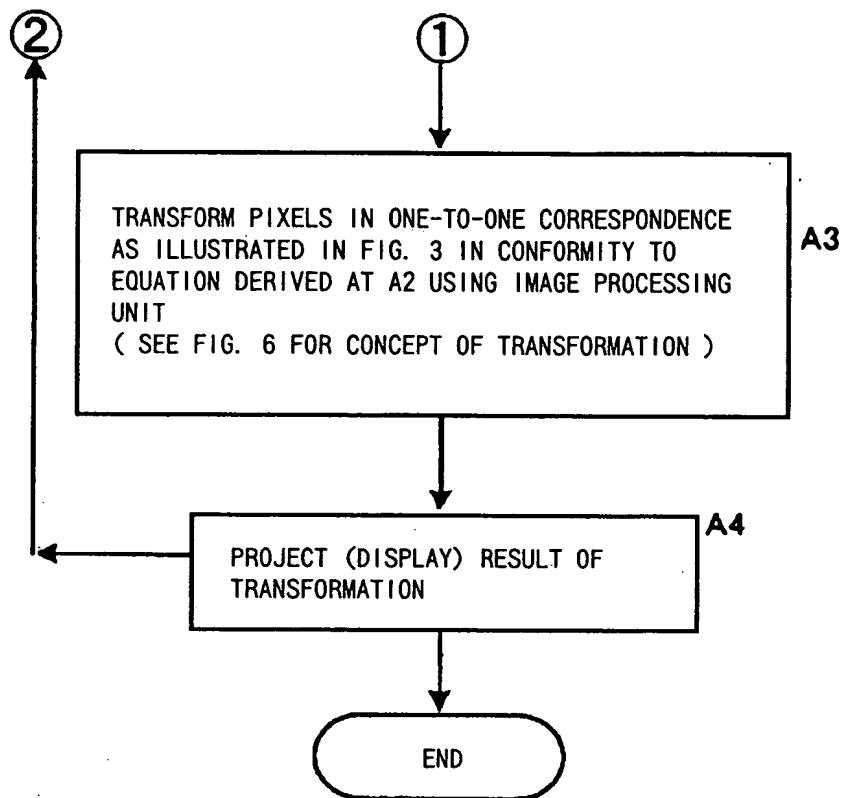 ② ①
TRANSFORM PIXELS IN ONE-TO-ONE CORRESPONDENCE
AS ILLUSTRATED IN FIG. 3 IN CONFORMITY TO
EQUATION DERIVED AT A2 USING IMAGE PROCESSING
UNIT
( SEE FIG. 6 FOR CONCEPT OF TRANSFORMATION )
A3
A4
PROJECT (DISPLAY) RESULT OF
TRANSFORMATION
END